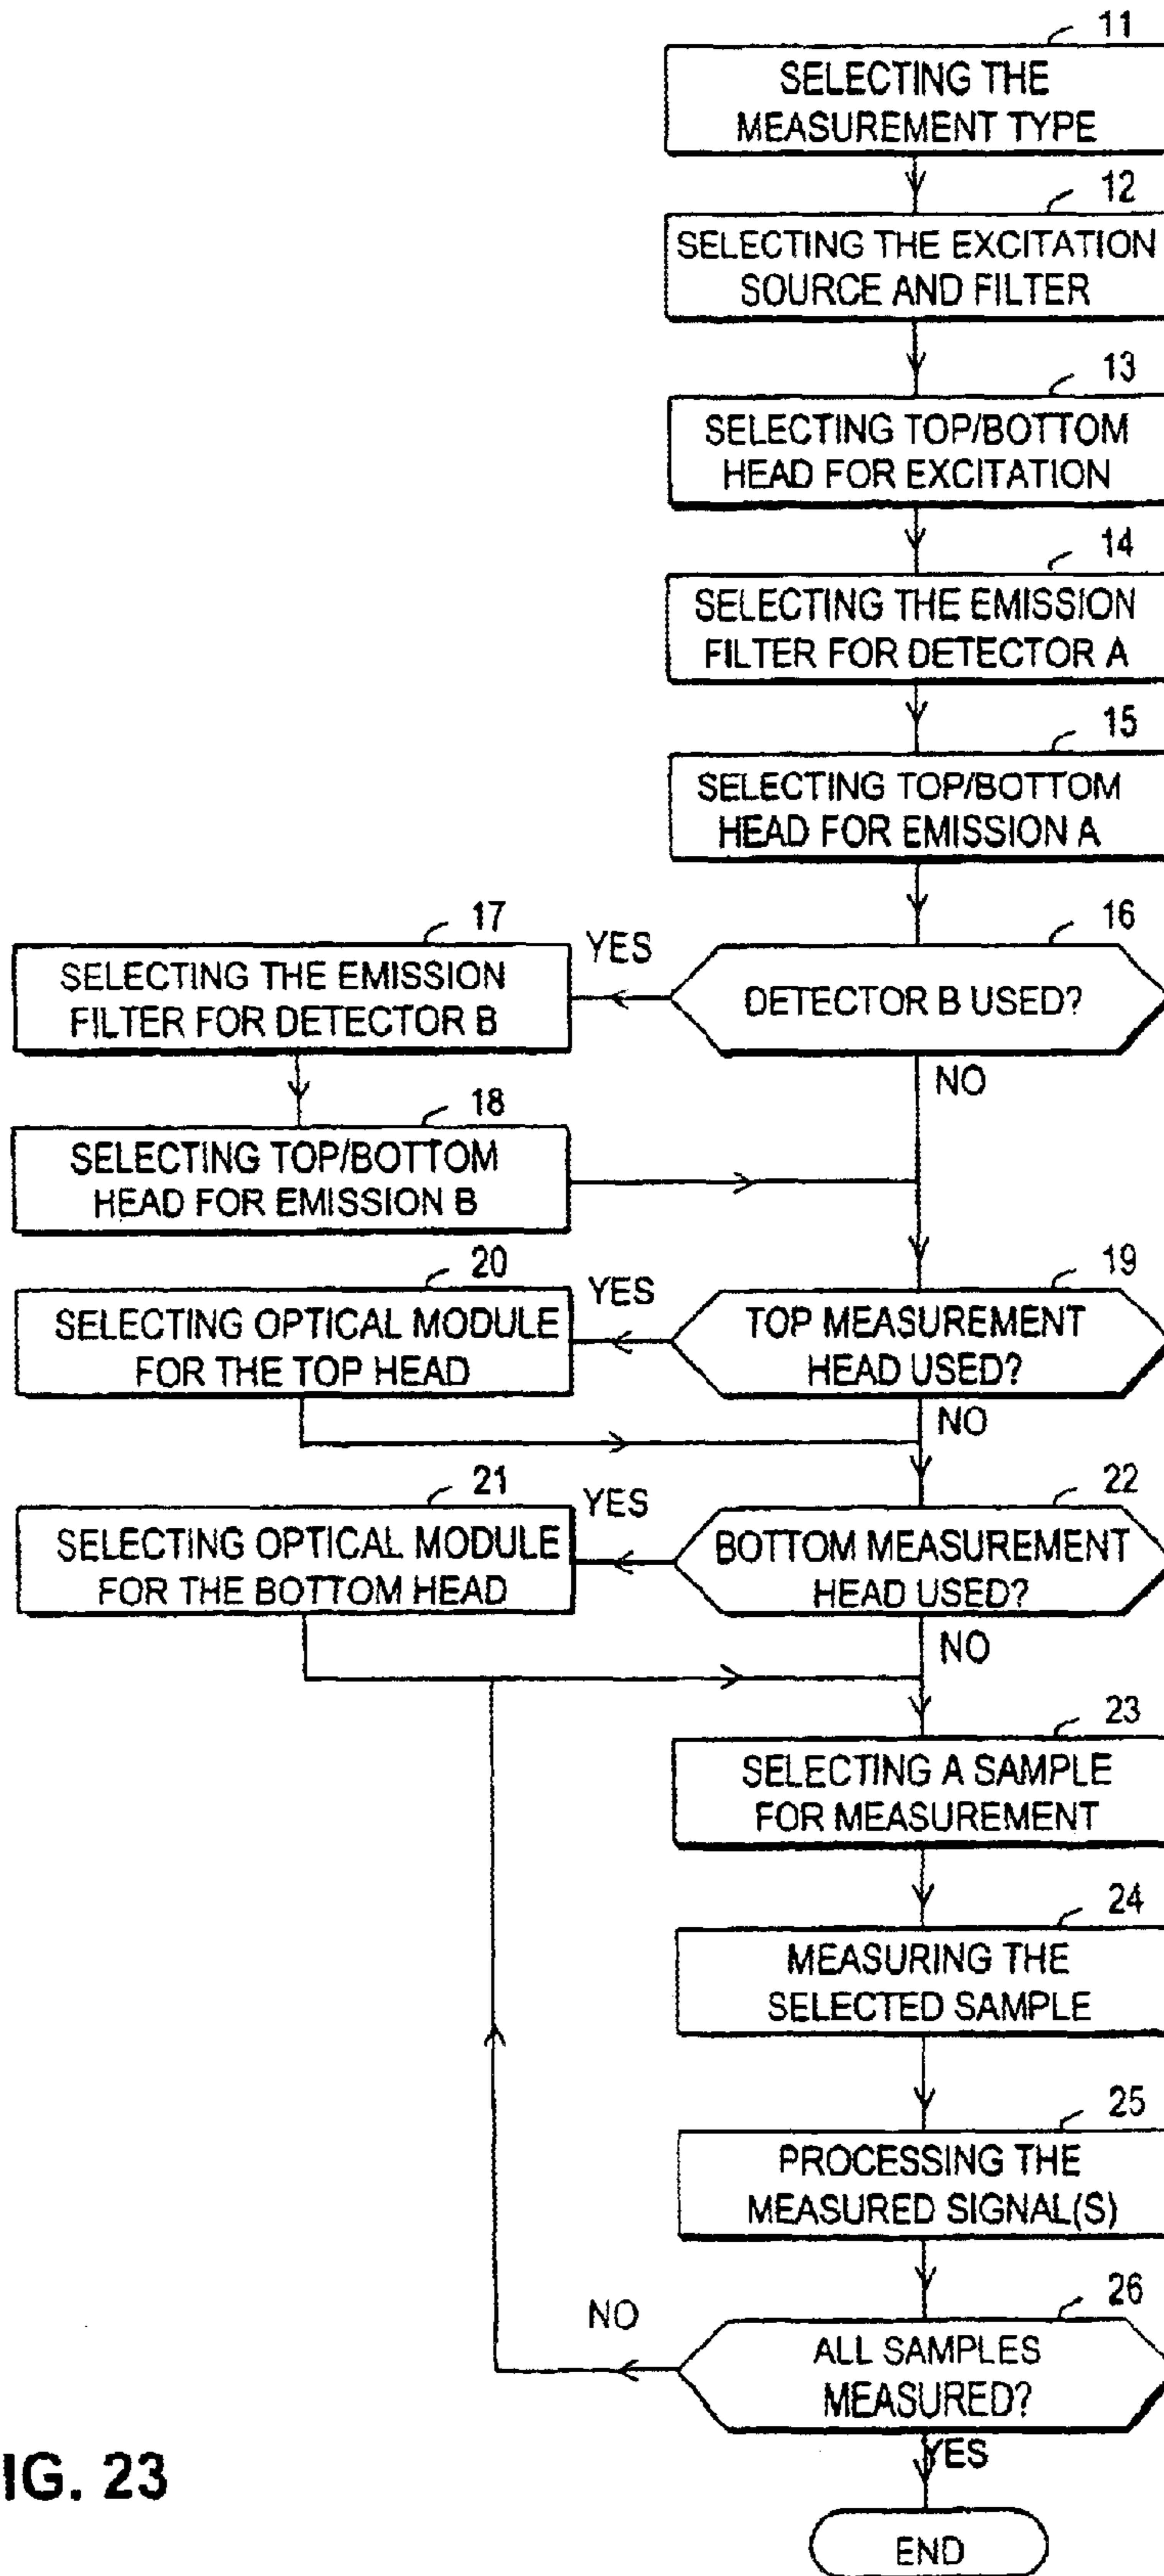 11
SELECTING THE
MEASUREMENT TYPE
12
SELECTING THE EXCITATION
SOURCE AND FILTER
13
SELECTING TOP/BOTTOM
HEAD FOR EXCITATION
14
SELECTING THE EMISSION
FILTER FOR DETECTOR A
15
SELECTING TOP/BOTTOM
HEAD FOR EMISSION A
16
DETECTOR B USED?
YES
NO
17
SELECTING THE EMISSION
FILTER FOR DETECTOR B
18
SELECTING TOP/BOTTOM
HEAD FOR EMISSION B
19
TOP MEASUREMENT
HEAD USED?
YES
NO
20
SELECTING OPTICAL MODULE
FOR THE TOP HEAD
22
BOTTOM MEASUREMENT
HEAD USED?
YES
NO
21
SELECTING OPTICAL MODULE
FOR THE BOTTOM HEAD
23
SELECTING A SAMPLE
FOR MEASUREMENT
24
MEASURING THE
SELECTED SAMPLE
25
PROCESSING THE
MEASURED SIGNAL(S)
26
ALL SAMPLES
MEASURED?
NO
YES
END
IG. 23